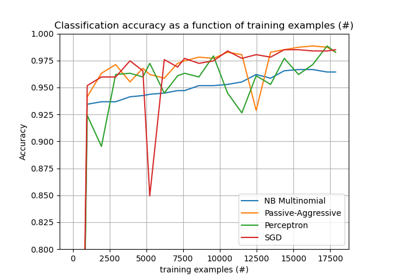 Classification accuracy as a function of training examples (#)
1.000
0.975
0.950
0.925
0.900
0.875
0.850
0.825
0.800
Accuracy
NB Multinomial
Passive-Aggressive
Perceptron
SGD
0 2500 5000 7500 10000 12500 15000 17500
training examples (#)